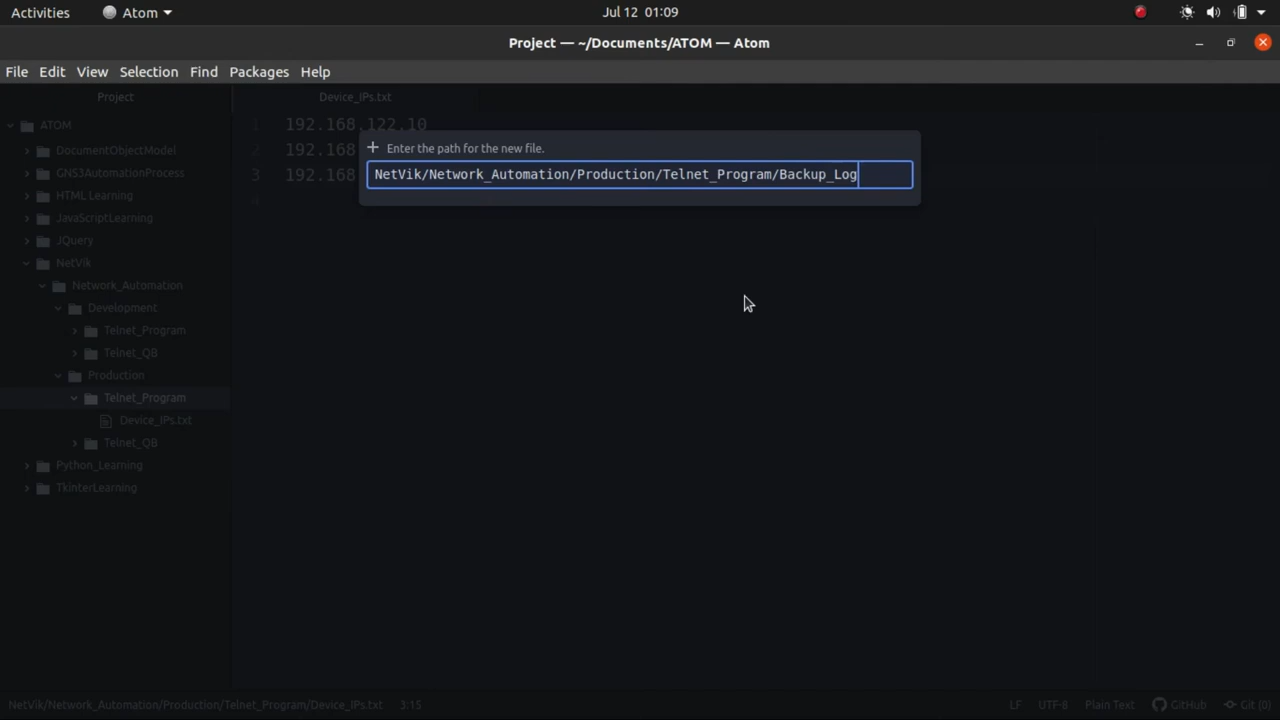 Activities
Atom
Jul 12 01:09
Project — ~/Documents/ATOM — Atom
File Edit View Selection Find Packages Help
Project
Device_IPs.txt
ATOM
DocumentObjectModel
GNS3AutomationProcess
HTML Learning
JavaScriptLearning
JQuery
NetVik
Network_Automation
Development
Telnet_Program
Telnet_QB
Production
Telnet_Program
Device_IPs.txt
Telnet_QB
Python_Learning
TkinterLearning
1 192.168.122.10
2 192.168
3 192.168
4
Enter the path for the new file.
NetVik/Network_Automation/Production/Telnet_Program/Backup_Log
NetVik/Network_Automation/Production/Telnet_Program/Device_IPs.txt 3:15
LF UTF-8 Plain Text GitHub Git (0)